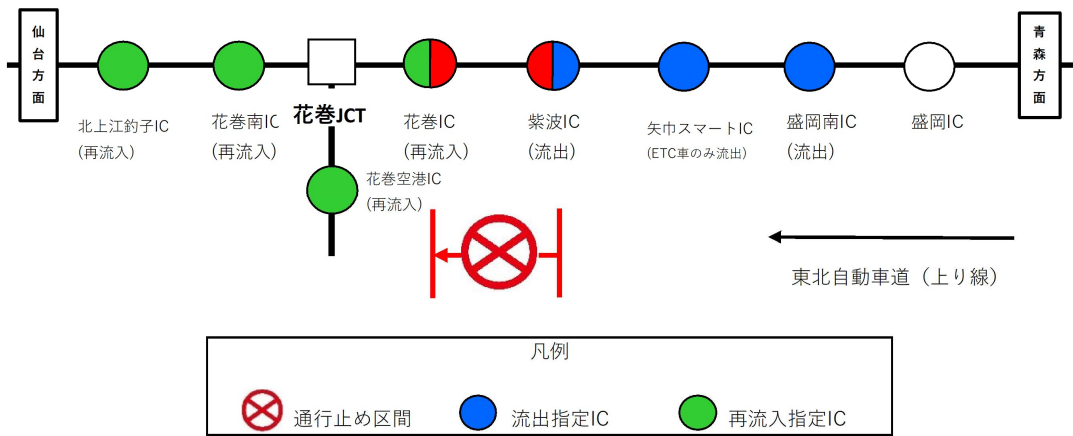 仙台方面
青森方面
北上江釣子IC
(再流入)
花巻南IC
(再流入)
花巻JCT
花巻IC
(再流入)
紫波IC
(流出)
矢巾スマートIC
(ETC車のみ流出)
盛岡南IC
(流出)
盛岡IC
花巻空港IC
(再流入)
東北自動車道（上り線）
凡例
通行止め区間
流出指定IC
再流入指定IC